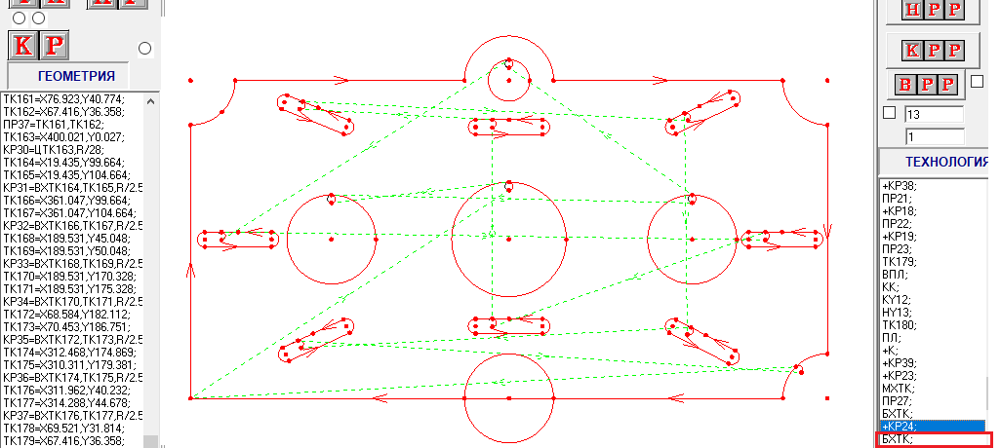 К Р
ГЕОМЕТРИЯ
ТК161=X76.923,Y40.774;
ТК162=X67.416,Y36.358;
ПР37=ТК161,ТК162;
ТК163=X400.021,Y0.027;
КР30=ЦТК163,R/28;
ТК164=X19.435,Y99.664;
ТК165=X19.435,Y104.664;
КР31=ВХТК164,ТК165,R/2.5
ТК166=X361.047,Y99.664;
ТК167=X361.047,Y104.664;
КР32=ВХТК166,ТК167,R/2.5
ТК168=X189.531,Y45.048;
ТК169=X189.531,Y50.048;
КР33=ВХТК168,ТК169,R/2.5
ТК170=X189.531,Y170.328;
ТК171=X189.531,Y175.328;
КР34=ВХТК170,ТК171,R/2.5
ТК172=X68.584,Y182.112;
ТК173=X70.453,Y186.751;
КР35=ВХТК172,ТК173,R/2.5
ТК174=X312.468,Y174.869;
ТК175=X310.311,Y179.381;
КР36=ВХТК174,ТК175,R/2.5
ТК176=X311.962,Y40.232;
ТК177=X314.288,Y44.678;
КР37=ВХТК176,ТК177,R/2.5
ТК178=X69.521,Y31.814;
ТК179=X67.416,Y36.358;
Н Р Р
К Р Р
В Р Р
13
1
ТЕХНОЛОГИЯ
+КР38;
ПР21;
+КР18;
ПР22;
+КР19;
ПР23;
ТК179;
ВПЛ;
КК;
КУ12;
НУ13;
ТК180;
ПЛ;
+К;
+КР39;
+КР23;
МХТК;
ПР27;
БХТК;
+КР24;
БХТК;